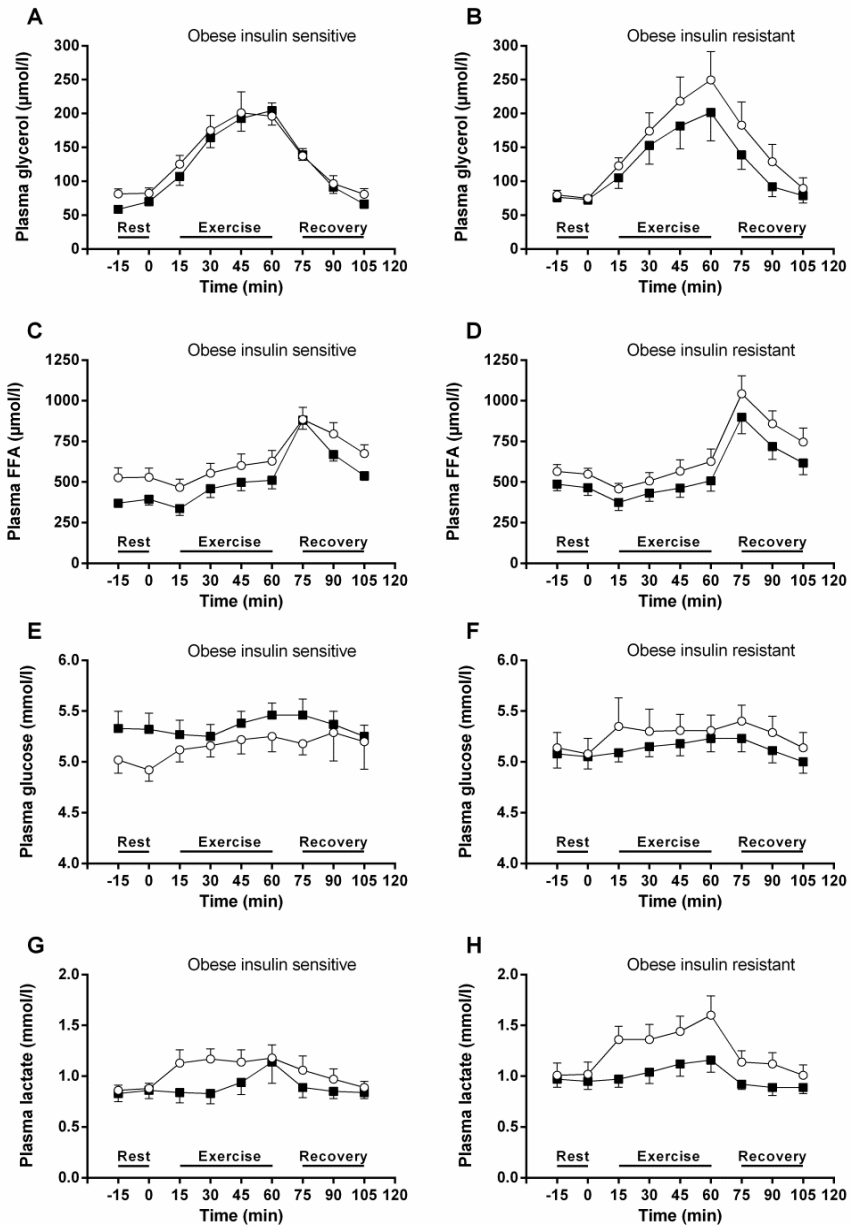 A
Obese insulin sensitive
Plasma glycerol (µmol/l)
300
250
200
150
100
50
0
Rest Exercise Recovery
-15 0 15 30 45 60 75 90 105 120
Time (min)
B
Obese insulin resistant
Plasma glycerol (µmol/l)
300
250
200
150
100
50
0
Rest Exercise Recovery
-15 0 15 30 45 60 75 90 105 120
Time (min)
C
Obese insulin sensitive
Plasma FFA (µmol/l)
1250
1000
750
500
250
0
Rest Exercise Recovery
-15 0 15 30 45 60 75 90 105 120
Time (min)
D
Obese insulin resistant
Plasma FFA (µmol/l)
1250
1000
750
500
250
0
Rest Exercise Recovery
-15 0 15 30 45 60 75 90 105 120
Time (min)
E
Obese insulin sensitive
Plasma glucose (mmol/l)
6.0
5.5
5.0
4.5
4.0
Rest Exercise Recovery
-15 0 15 30 45 60 75 90 105 120
Time (min)
F
Obese insulin resistant
Plasma glucose (mmol/l)
6.0
5.5
5.0
4.5
4.0
Rest Exercise Recovery
-15 0 15 30 45 60 75 90 105 120
Time (min)
G
Obese insulin sensitive
Plasma lactate (mmol/l)
2.0
1.5
1.0
0.5
0.0
Rest Exercise Recovery
-15 0 15 30 45 60 75 90 105 120
Time (min)
H
Obese insulin resistant
Plasma lactate (mmol/l)
2.0
1.5
1.0
0.5
0.0
Rest Exercise Recovery
-15 0 15 30 45 60 75 90 105 120
Time (min)